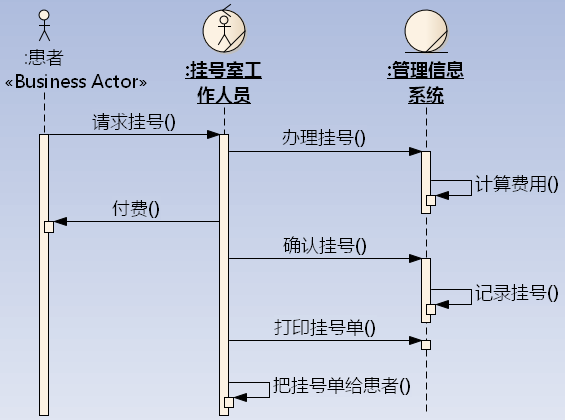 :患者
«Business Actor»
:挂号室工
作人员
:管理信息
系统
请求挂号()
办理挂号()
计算费用()
付费()
确认挂号()
记录挂号()
打印挂号单()
把挂号单给患者()